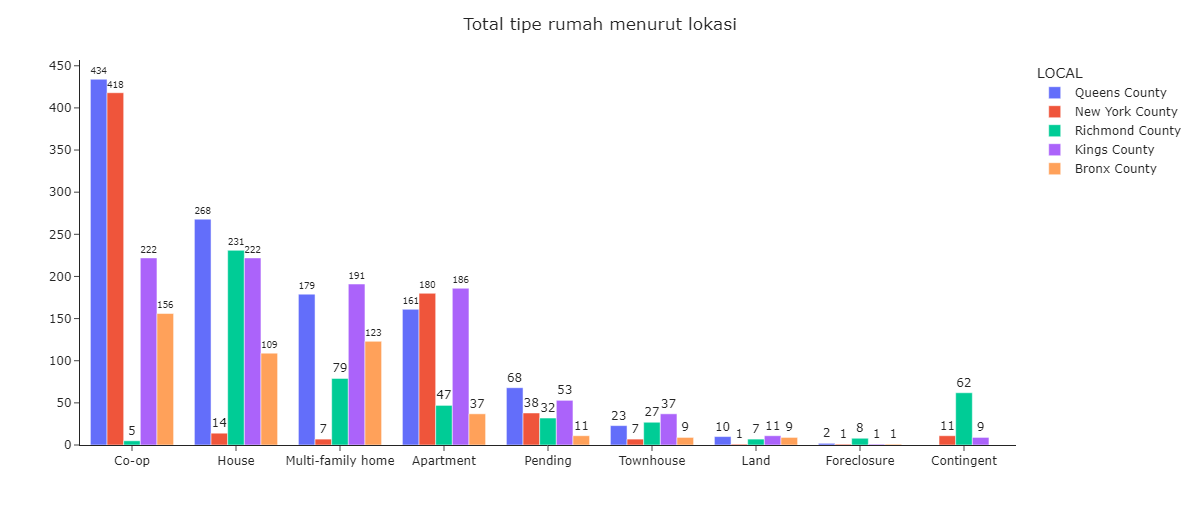 Total tipe rumah menurut lokasi
LOCAL
Queens County
New York County
Richmond County
Kings County
Bronx County
450
400
350
300
250
200
150
100
50
0
434 418 5 222 156
268 14 231 222 109
179 7 79 191 123
161 180 47 186 37
68 38 32 53 11
23 7 27 37 9
10 1 7 11 9
2 1 8 1 1
11 62 9
Co-op House Multi-family home Apartment Pending Townhouse Land Foreclosure Contingent